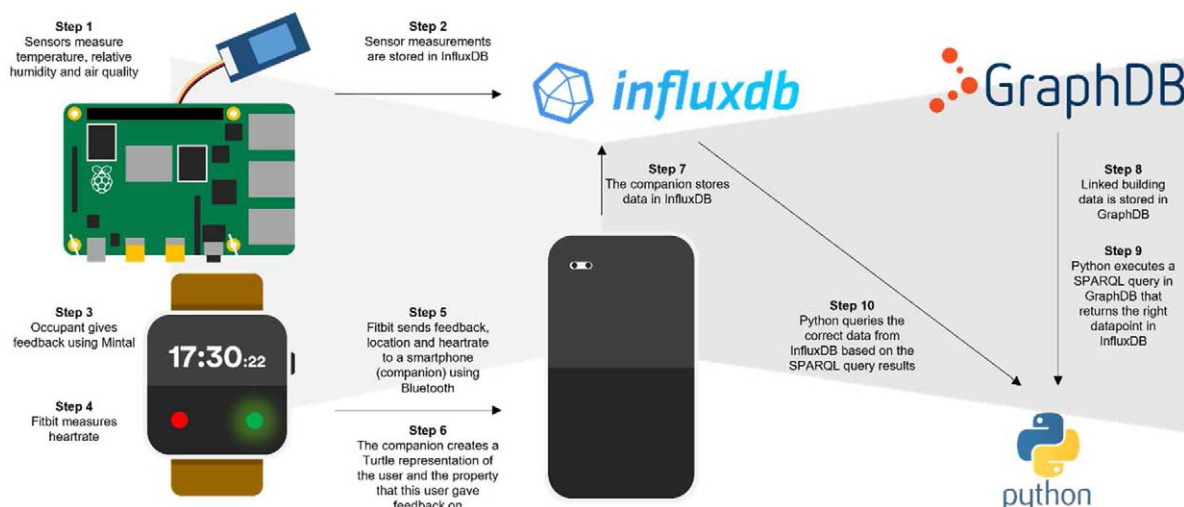 Step 1
Sensors measure
temperature, relative
humidity and air quality
Step 2
Sensor measurements
are stored in InfluxDB
influxdb
GraphDB
Step 7
The companion stores
data in InfluxDB
Step 8
Linked building
data is stored in
GraphDB
Step 9
Python executes a
SPARQL query in
GraphDB that
returns the right
datapoint in
InfluxDB
Step 3
Occupant gives
feedback using Mintal
17:30:22
Step 4
Fitbit measures
heartrate
Step 5
Fitbit sends feedback,
location and heartrate
to a smartphone
(companion) using
Bluetooth
Step 6
The companion creates a
Turtle representation of
the user and the property
that this user gave
feedback on
Step 10
Python queries the
correct data from
InfluxDB based on the
SPARQL query results
python